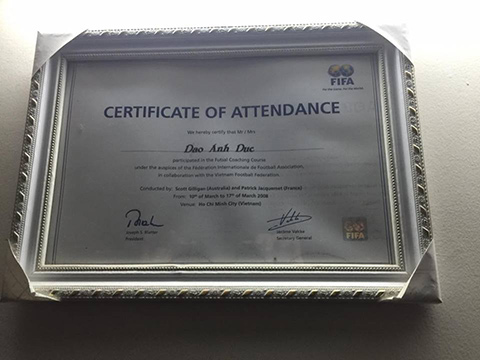 FIFA
CERTIFICATE OF ATTENDANCE
We hereby certify that Mr / Mrs
Dao Anh Duc
participated in the Futsal Coaching Course
under the auspices of the Fédération Internationale de Football Association,
in collaboration with the Vietnam Football Federation.
Conducted by: Scott Gilligan (Australia) and Patrick Jacquemet (France)
From: 10th of March to 17th of March 2008
Venue: Ho Chi Minh City (Vietnam)
Joseph S. Blatter
President
Jérôme Valcke
Secretary General
FIFA